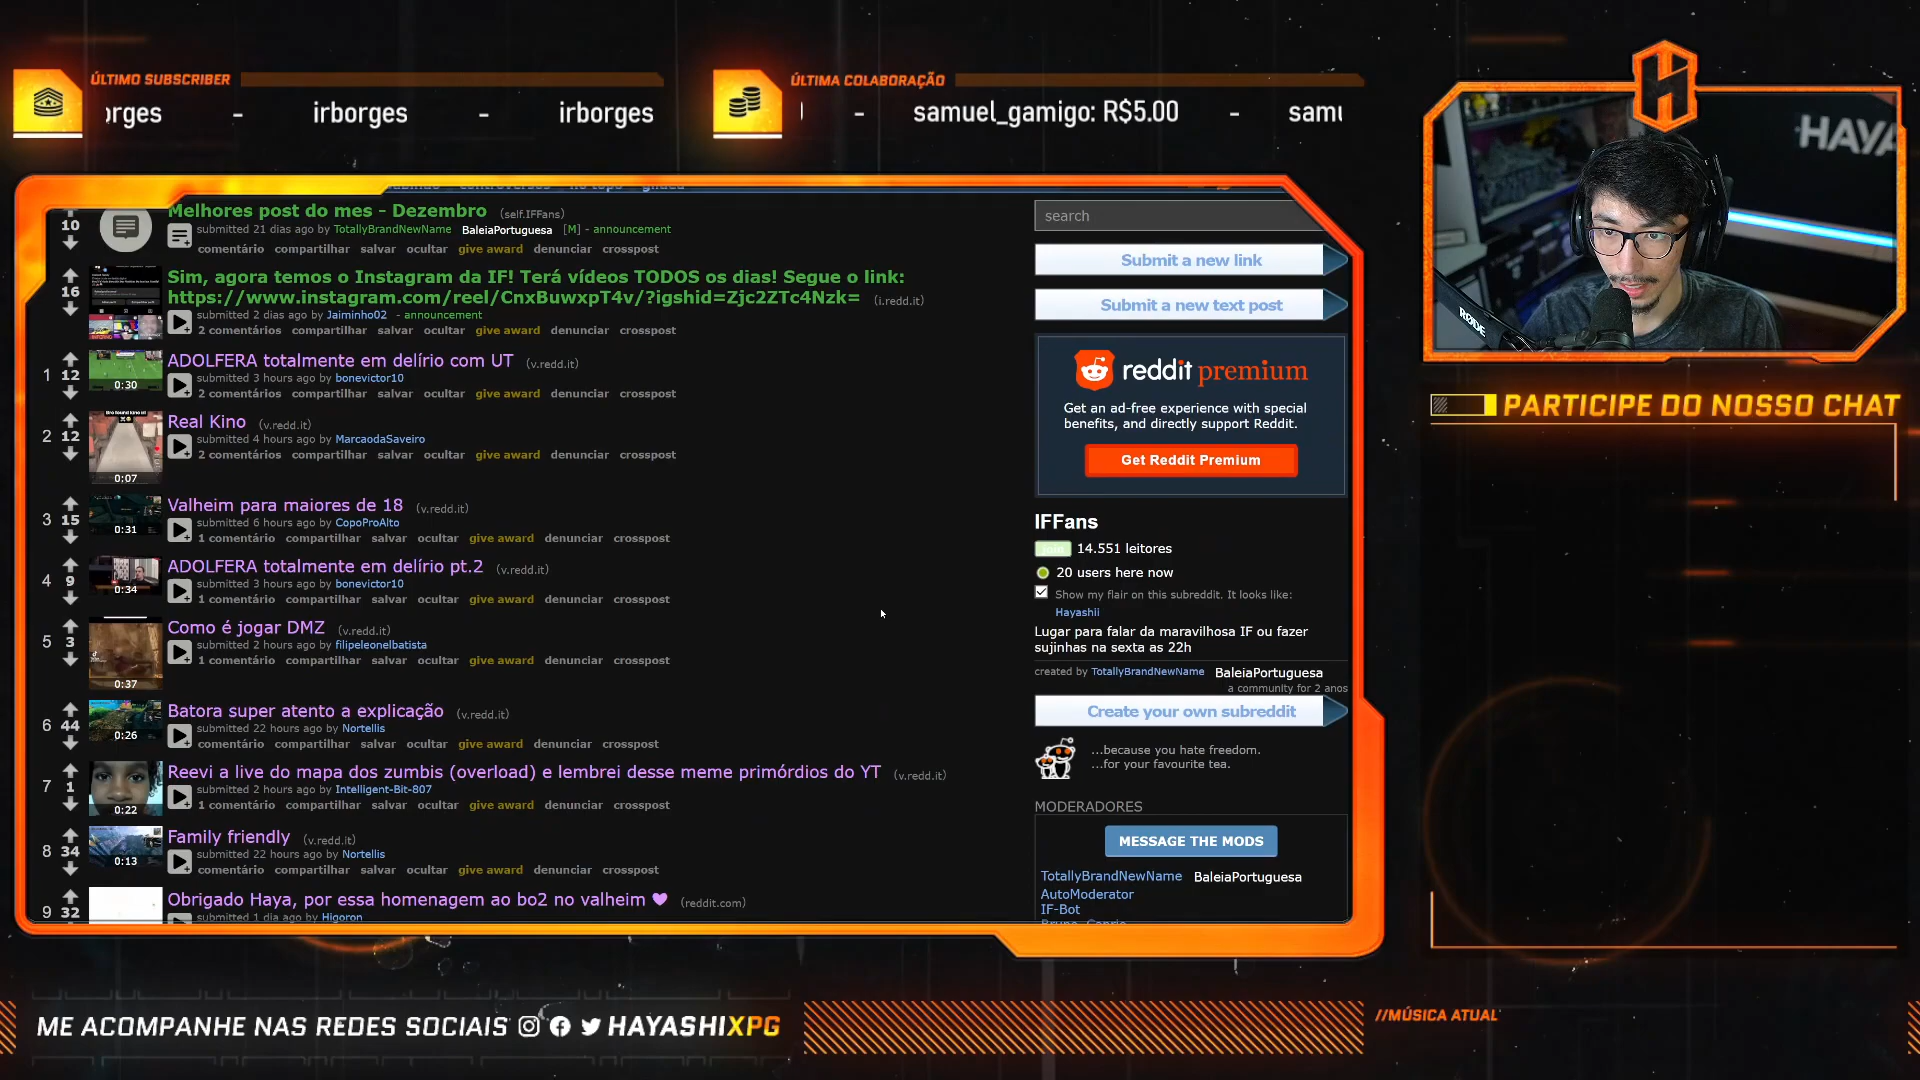 ÚLTIMO SUBSCRIBER
orges - irborges - irborges
ÚLTIMA COLABORAÇÃO
- samuel_gamigo: R$5.00 - samu
HAYA
RØDE
PARTICIPE DO NOSSO CHAT
10
Melhores post do mes - Dezembro (self.IFFans)
submitted 21 dias ago by TotallyBrandNewName BaleiaPortuguesa [M] - announcement
comentário compartilhar salvar ocultar give award denunciar crosspost
16
Sim, agora temos o Instagram da IF! Terá vídeos TODOS os dias! Segue o link:
https://www.instagram.com/reel/CnxBuwxpT4v/?igshid=Zjc2ZTc4Nzk= (i.redd.it)
submitted 2 dias ago by Jaiminho02 - announcement
2 comentários compartilhar salvar ocultar give award denunciar crosspost
1 12 0:30
ADOLFERA totalmente em delírio com UT (v.redd.it)
submitted 3 hours ago by bonevictor10
2 comentários compartilhar salvar ocultar give award denunciar crosspost
2 12 0:07
Real Kino (v.redd.it)
submitted 4 hours ago by MarcaodaSaveiro
2 comentários compartilhar salvar ocultar give award denunciar crosspost
3 15 0:31
Valheim para maiores de 18 (v.redd.it)
submitted 6 hours ago by CopoProAlto
1 comentário compartilhar salvar ocultar give award denunciar crosspost
4 9 0:34
ADOLFERA totalmente em delírio pt.2 (v.redd.it)
submitted 3 hours ago by bonevictor10
1 comentário compartilhar salvar ocultar give award denunciar crosspost
5 3 0:37
Como é jogar DMZ (v.redd.it)
submitted 2 hours ago by filipeleonelbatista
1 comentário compartilhar salvar ocultar give award denunciar crosspost
6 44 0:26
Batora super atento a explicação (v.redd.it)
submitted 22 hours ago by Nortellis
comentário compartilhar salvar ocultar give award denunciar crosspost
7 1 0:22
Reevi a live do mapa dos zumbis (overload) e lembrei desse meme primórdios do YT (v.redd.it)
submitted 2 hours ago by Intelligent-Bit-807
1 comentário compartilhar salvar ocultar give award denunciar crosspost
8 34 0:13
Family friendly (v.redd.it)
submitted 22 hours ago by Nortellis
comentário compartilhar salvar ocultar give award denunciar crosspost
9 32
Obrigado Haya, por essa homenagem ao bo2 no valheim ♥ (reddit.com)
submitted 1 dia ago by Higoron
search
Submit a new link
Submit a new text post
reddit premium
Get an ad-free experience with special
benefits, and directly support Reddit.
Get Reddit Premium
IFFans
14.551 leitores
20 users here now
Show my flair on this subreddit. It looks like:
Hayashii
Lugar para falar da maravilhosa IF ou fazer
sujinhas na sexta as 22h
created by TotallyBrandNewName BaleiaPortuguesa
a community for 2 anos
Create your own subreddit
...because you hate freedom.
...for your favourite tea.
MODERADORES
MESSAGE THE MODS
TotallyBrandNewName BaleiaPortuguesa
AutoModerator
IF-Bot
ME ACOMPANHE NAS REDES SOCIAIS HAYASHIXPG
//MÚSICA ATUAL